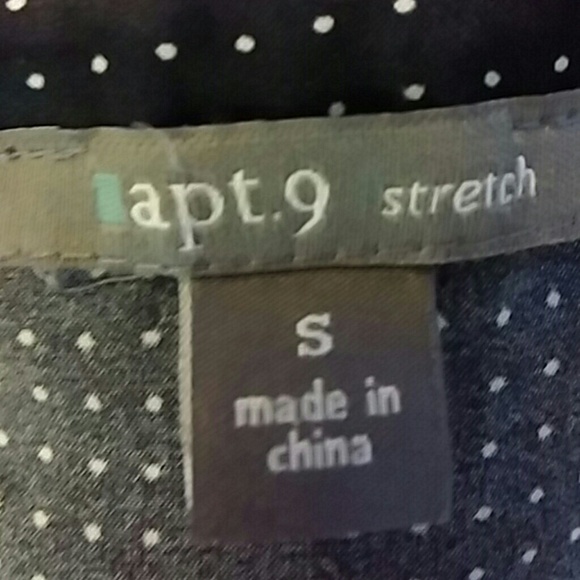 apt.9 stretch
s
made in
china